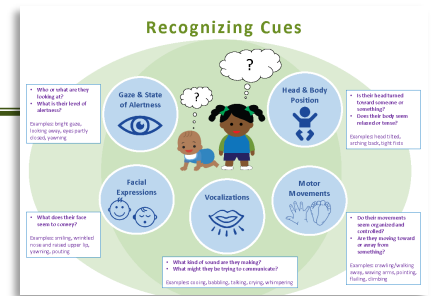 Recognizing Cues
?
?
Gaze & State
of Alertness
Head & Body
Position
Facial
Expressions
Vocalizations
Motor
Movements
• Who or what are they
looking at?
• What is their level of
alertness?
Examples: bright gaze,
looking away, eyes partly
closed, yawning
• Is their head turned
toward someone or
something?
• Does their body seem
relaxed or tense?
Examples: head tilted,
arching back, tight fists
• What does their face
seem to convey?
Examples: smiling, wrinkled
nose and raised upper lip,
yawning, pouting
• What kind of sound are they making?
• What might they be trying to communicate?
Examples: cooing, babbling, talking, crying, whimpering
• Do their movements
seem organized and
controlled?
• Are they moving toward
or away from
something?
Examples: crawling/walking
away, waving arms, pointing,
flailing, climbing